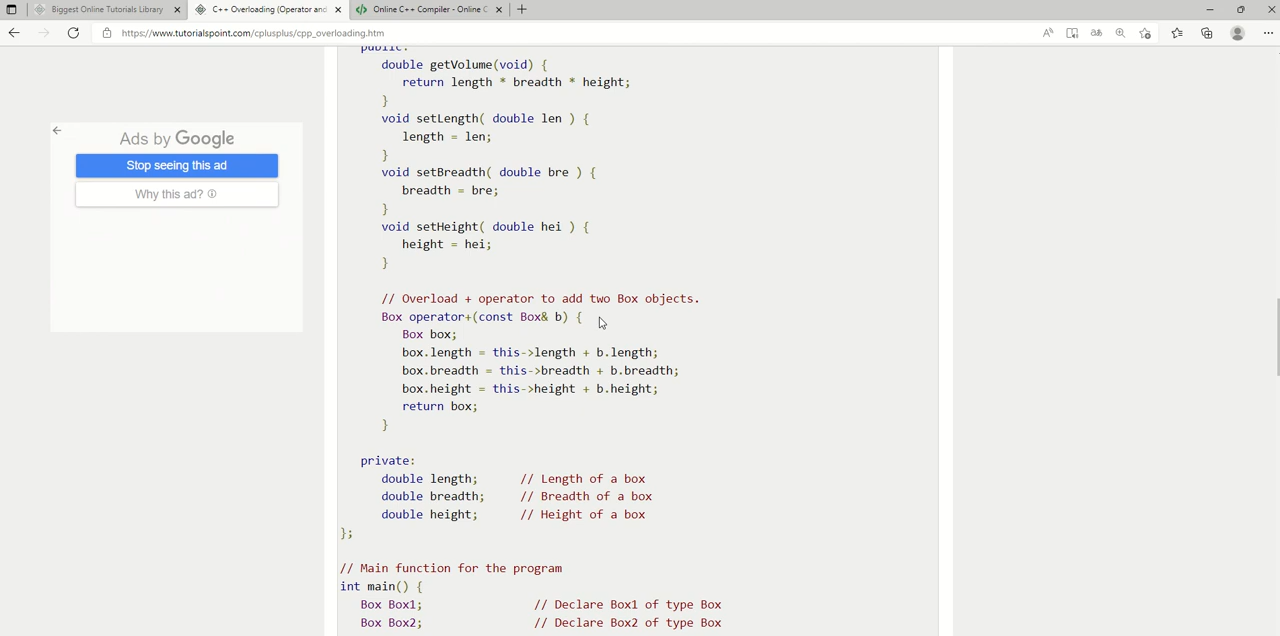 Biggest Online Tutorials Library
C++ Overloading (Operator and
Online C++ Compiler - Online C
https://www.tutorialspoint.com/cplusplus/cpp_overloading.htm
Ads by Google
Stop seeing this ad
Why this ad?
public:
double getVolume(void) {
return length * breadth * height;
}
void setLength( double len ) {
length = len;
}
void setBreadth( double bre ) {
breadth = bre;
}
void setHeight( double hei ) {
height = hei;
}
// Overload + operator to add two Box objects.
Box operator+(const Box& b) {
Box box;
box.length = this->length + b.length;
box.breadth = this->breadth + b.breadth;
box.height = this->height + b.height;
return box;
}
private:
double length; // Length of a box
double breadth; // Breadth of a box
double height; // Height of a box
};
// Main function for the program
int main() {
Box Box1; // Declare Box1 of type Box
Box Box2; // Declare Box2 of type Box